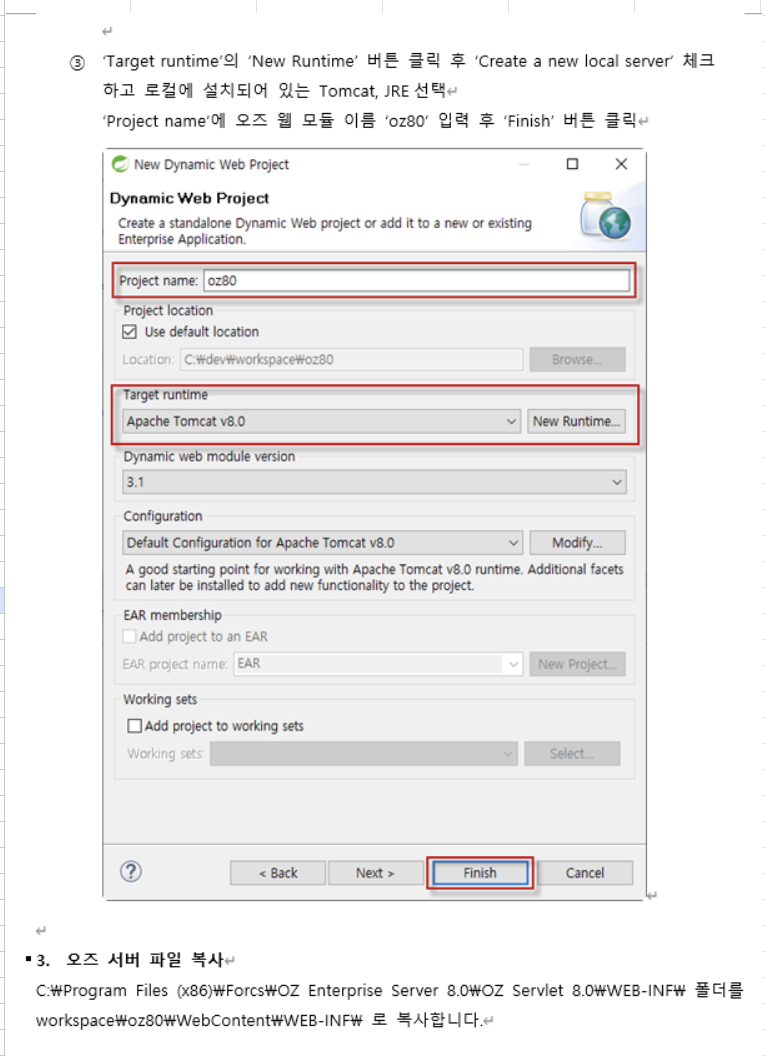 ③ ‘Target runtime’의 ‘New Runtime’ 버튼 클릭 후 ‘Create a new local server’ 체크
하고 로컬에 설치되어 있는 Tomcat, JRE 선택
‘Project name’에 오즈 웹 모듈 이름 ‘oz80’ 입력 후 ‘Finish’ 버튼 클릭
New Dynamic Web Project
Dynamic Web Project
Create a standalone Dynamic Web project or add it to a new or existing
Enterprise Application.
Project name: oz80
Project location
Use default location
Location: C:₩dev₩workspace₩oz80 Browse...
Target runtime
Apache Tomcat v8.0 New Runtime...
Dynamic web module version
3.1
Configuration
Default Configuration for Apache Tomcat v8.0 Modify...
A good starting point for working with Apache Tomcat v8.0 runtime. Additional facets
can later be installed to add new functionality to the project.
EAR membership
Add project to an EAR
EAR project name: EAR New Project...
Working sets
Add project to working sets
Working sets: Select...
? < Back Next > Finish Cancel
3. 오즈 서버 파일 복사
C:₩Program Files (x86)₩Forcs₩OZ Enterprise Server 8.0₩OZ Servlet 8.0₩WEB-INF₩ 폴더를
workspace₩oz80₩WebContent₩WEB-INF₩ 로 복사합니다.